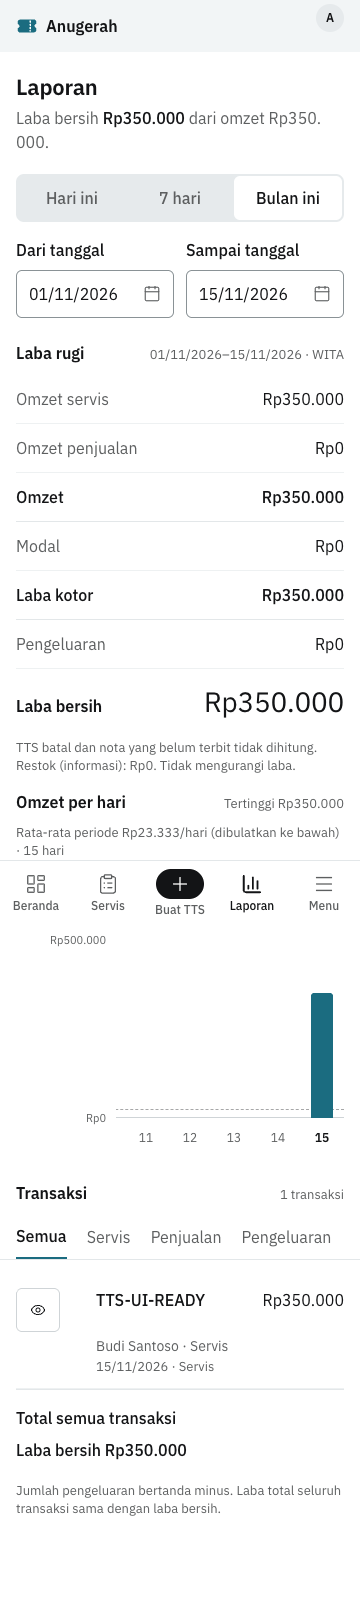 Anugerah
A
Laporan
Laba bersih Rp350.000 dari omzet Rp350.
000.
Hari ini 7 hari Bulan ini
Dari tanggal Sampai tanggal
01/11/2026 15/11/2026
Laba rugi 01/11/2026–15/11/2026 · WITA
Omzet servis Rp350.000
Omzet penjualan Rp0
Omzet Rp350.000
Modal Rp0
Laba kotor Rp350.000
Pengeluaran Rp0
Laba bersih Rp350.000
TTS batal dan nota yang belum terbit tidak dihitung.
Restok (informasi): Rp0. Tidak mengurangi laba.
Omzet per hari Tertinggi Rp350.000
Rata-rata periode Rp23.333/hari (dibulatkan ke bawah)
· 15 hari
Beranda Servis Buat TTS Laporan Menu
Rp500.000
Rp0
11 12 13 14 15
Transaksi 1 transaksi
Semua Servis Penjualan Pengeluaran
TTS-UI-READY Rp350.000
Budi Santoso · Servis
15/11/2026 · Servis
Total semua transaksi
Laba bersih Rp350.000
Jumlah pengeluaran bertanda minus. Laba total seluruh
transaksi sama dengan laba bersih.